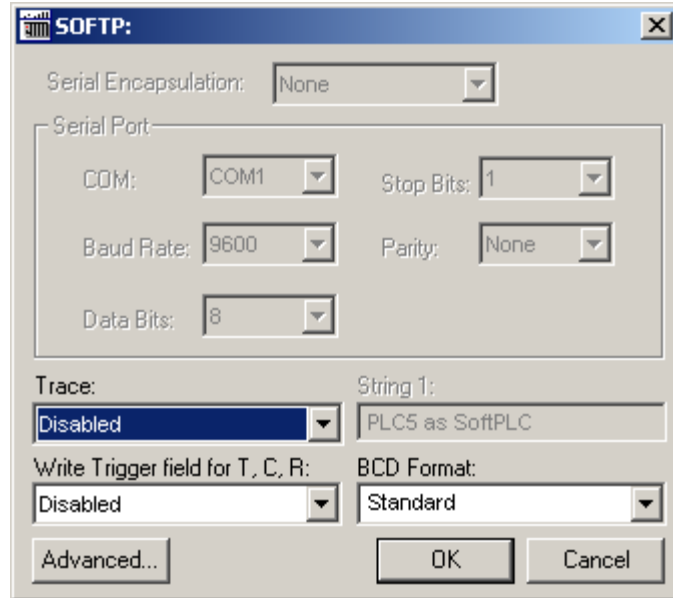 SOFTP:
Serial Encapsulation: None
Serial Port
COM: COM1 Stop Bits: 1
Baud Rate: 9600 Parity: None
Data Bits: 8
Trace: String 1:
Disabled PLC5 as SoftPLC
Write Trigger field for T, C, R: BCD Format:
Disabled Standard
Advanced... OK Cancel